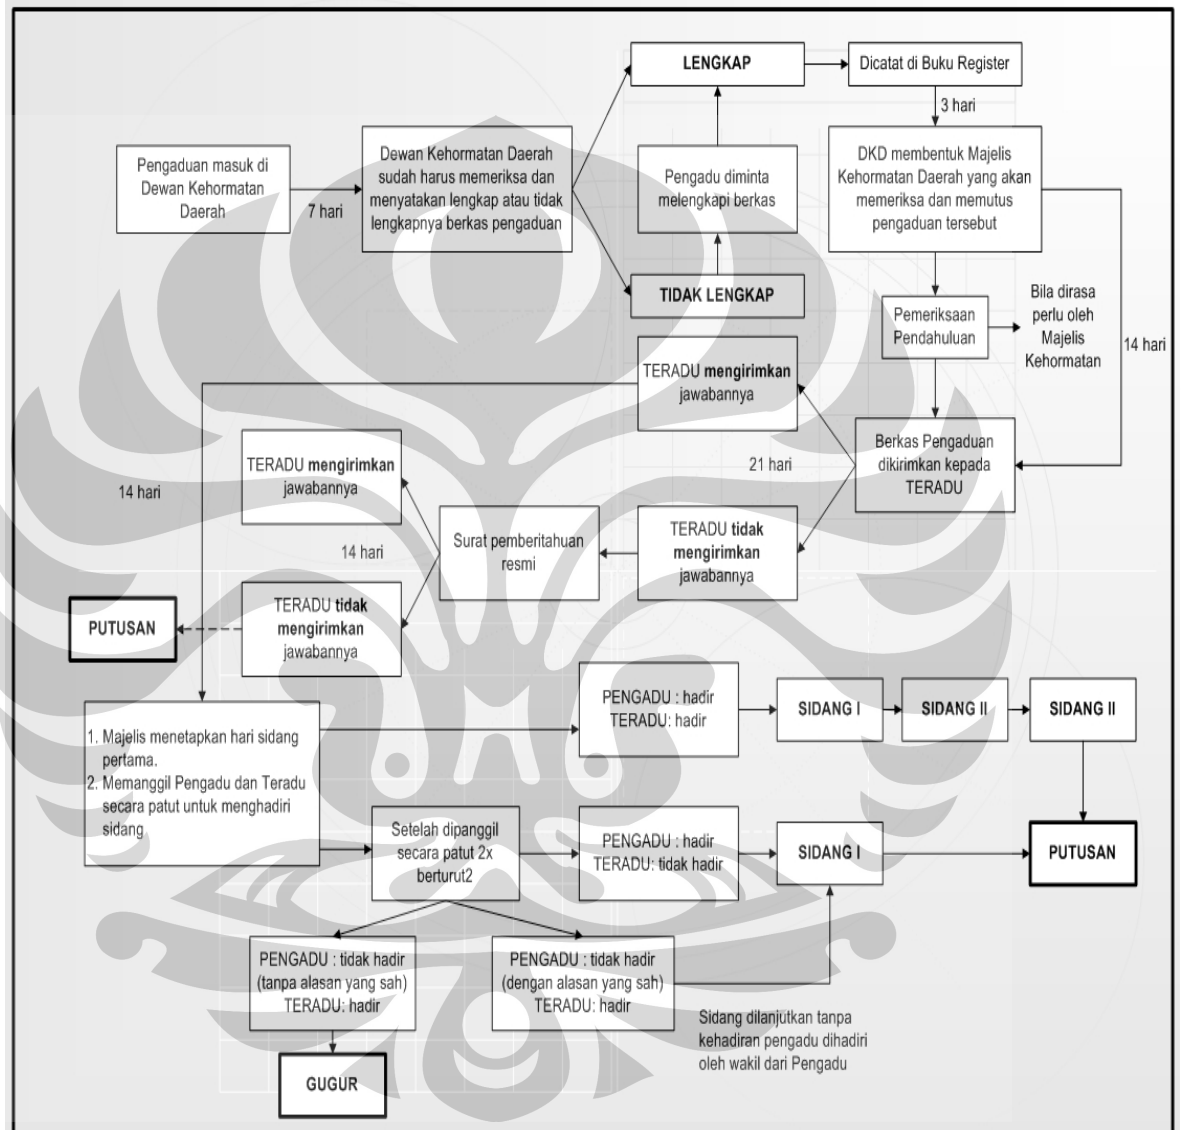 LENGKAP
Dicatat di Buku Register
3 hari
Pengaduan masuk di
Dewan Kehormatan
Daerah
7 hari
Dewan Kehormatan Daerah
sudah harus memeriksa dan
menyatakan lengkap atau tidak
lengkapnya berkas pengaduan
Pengadu diminta
melengkapi berkas
TIDAK LENGKAP
DKD membentuk Majelis
Kehormatan Daerah yang akan
memeriksa dan memutus
pengaduan tersebut
Pemeriksaan
Pendahuluan
Bila dirasa
perlu oleh
Majelis
Kehormatan
14 hari
TERADU mengirimkan
jawabannya
Berkas Pengaduan
dikirimkan kepada
TERADU
21 hari
TERADU mengirimkan
jawabannya
14 hari
TERADU tidak
mengirimkan
jawabannya
Surat pemberitahuan
resmi
14 hari
TERADU tidak
mengirimkan
jawabannya
PUTUSAN
1. Majelis menetapkan hari sidang
pertama.
2. Memanggil Pengadu dan Teradu
secara patut untuk menghadiri
sidang
PENGADU : hadir
TERADU: hadir
SIDANG I
SIDANG II
SIDANG II
Setelah dipanggil
secara patut 2x
berturut2
PENGADU : hadir
TERADU: tidak hadir
SIDANG I
PUTUSAN
PENGADU : tidak hadir
(tanpa alasan yang sah)
TERADU: hadir
PENGADU : tidak hadir
(dengan alasan yang sah)
TERADU: hadir
Sidang dilanjutkan tanpa
kehadiran pengadu dihadiri
oleh wakil dari Pengadu
GUGUR